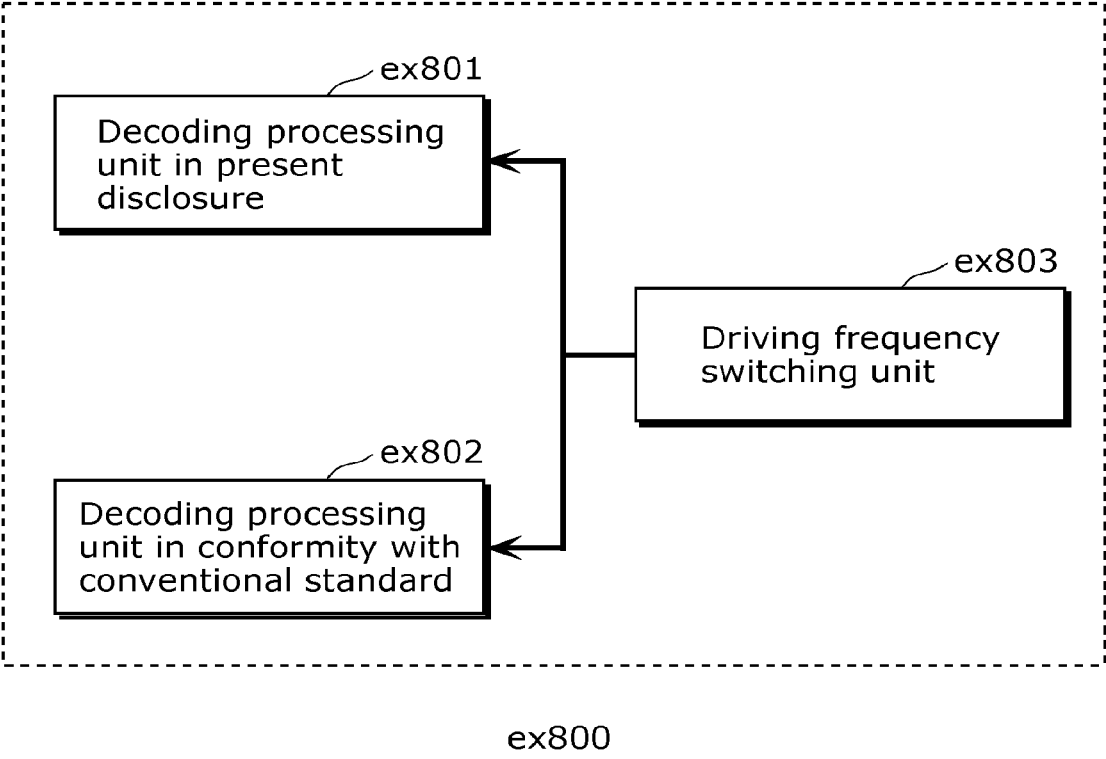 ex801
Decoding processing
unit in present
disclosure
ex803
Driving frequency
switching unit
ex802
Decoding processing
unit in conformity with
conventional standard
ex800